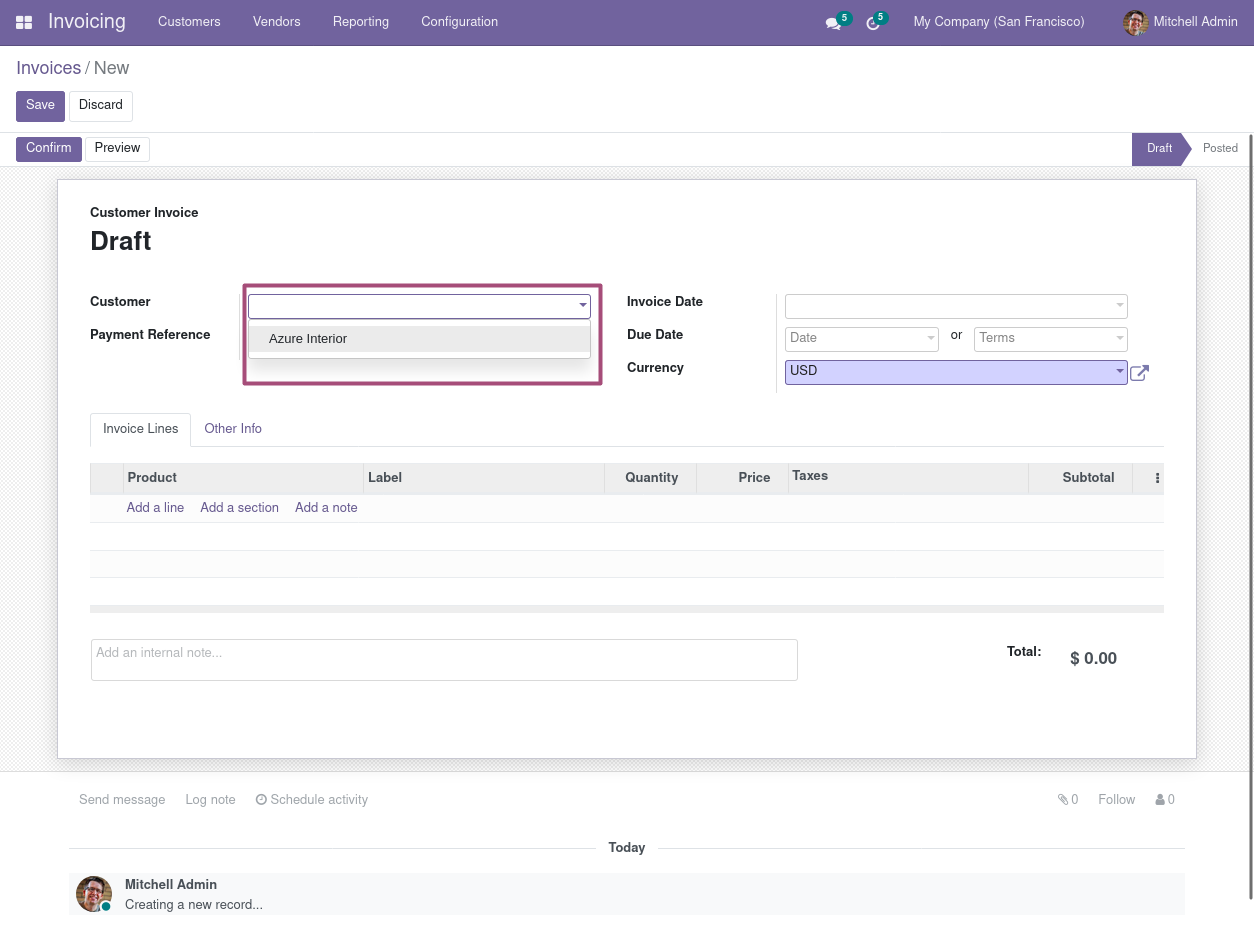 Invoicing Customers Vendors Reporting Configuration 5 5 My Company (San Francisco) Mitchell Admin
Invoices / New
Save Discard
Confirm Preview Draft Posted
Customer Invoice
Draft
Customer Invoice Date
Payment Reference Azure Interior Due Date Date or Terms
Currency USD
Invoice Lines Other Info
Product Label Quantity Price Taxes Subtotal
Add a line Add a section Add a note
Add an internal note... Total: $ 0.00
Send message Log note Schedule activity 0 Follow 0
Today
Mitchell Admin
Creating a new record...